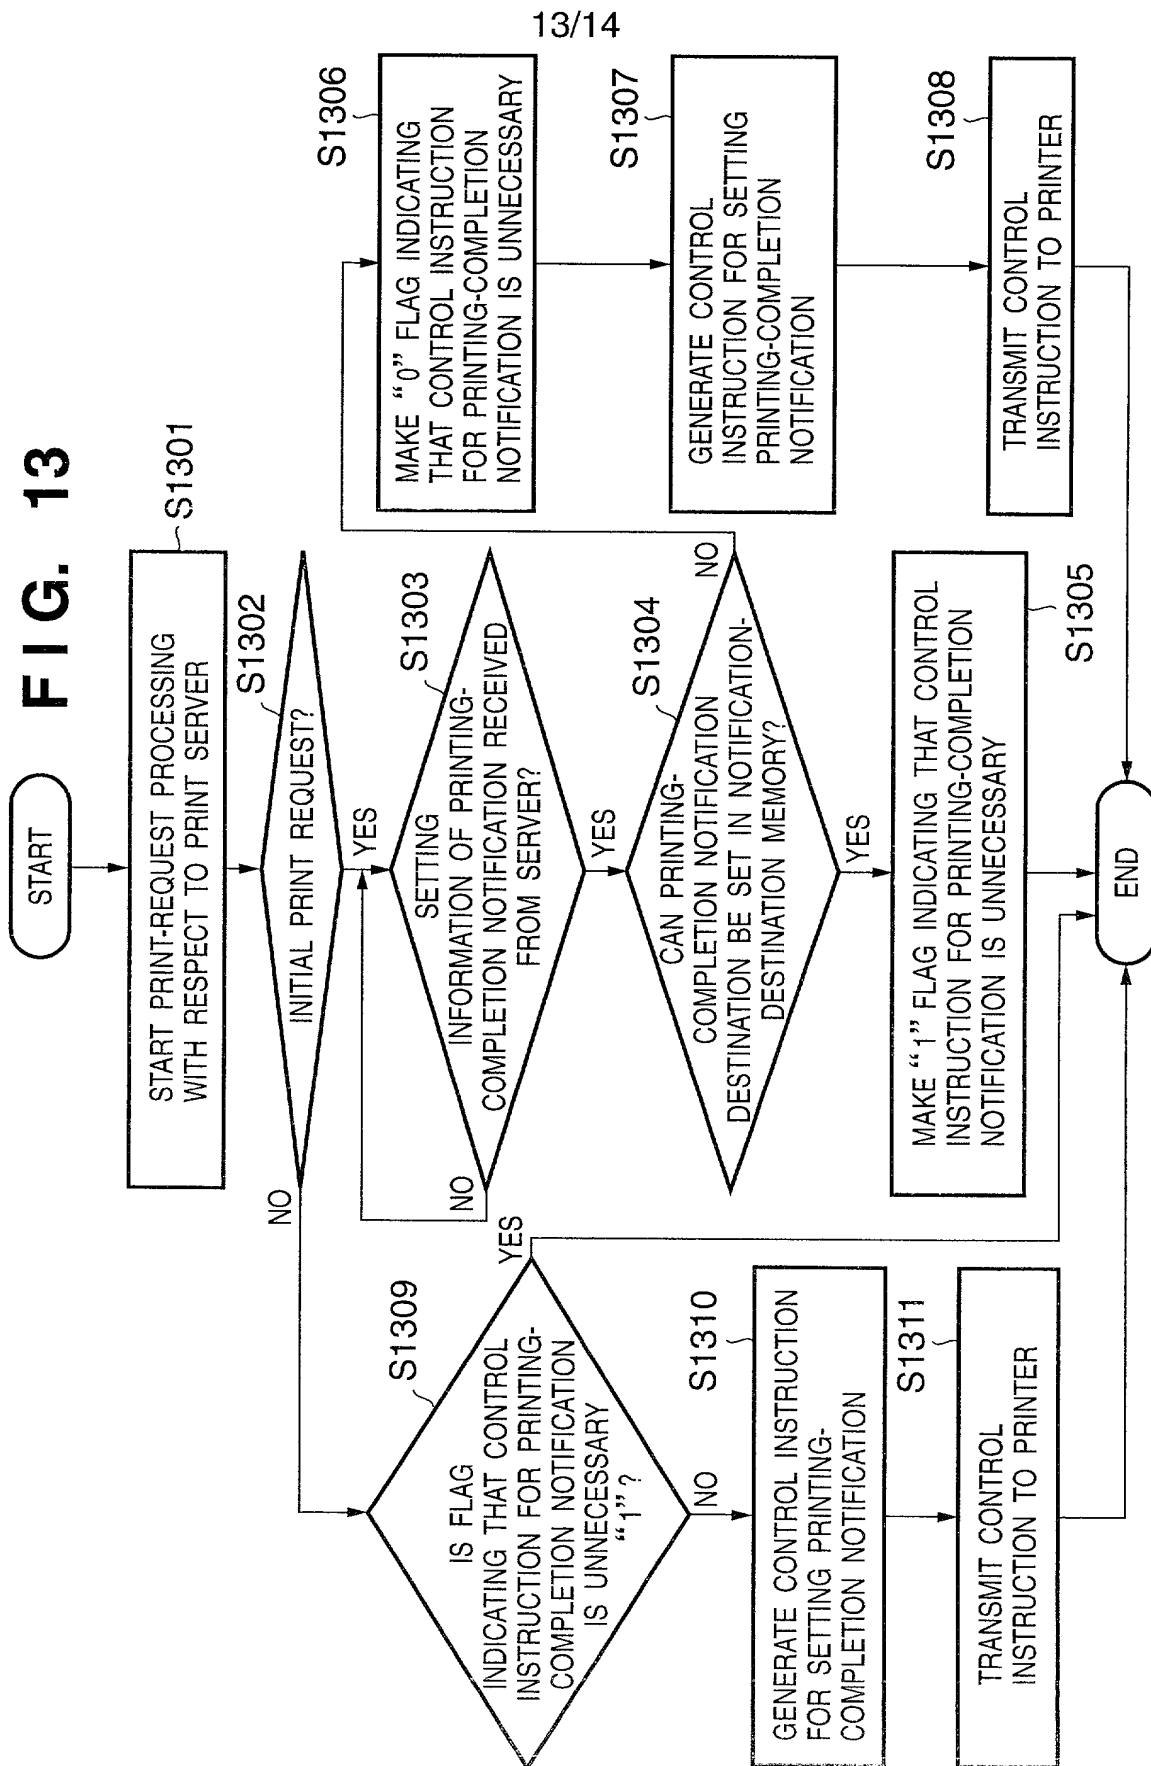 13/14
FIG. 13
START
S1301
START PRINT-REQUEST PROCESSING
WITH RESPECT TO PRINT SERVER
S1302
INITIAL PRINT REQUEST?
NO
YES
S1303
SETTING
INFORMATION OF PRINTING-
COMPLETION NOTIFICATION RECEIVED
FROM SERVER?
NO
YES
S1304
CAN PRINTING-
COMPLETION NOTIFICATION
DESTINATION BE SET IN NOTIFICATION-
DESTINATION MEMORY?
NO
YES
MAKE “1” FLAG INDICATING THAT CONTROL
INSTRUCTION FOR PRINTING-COMPLETION
NOTIFICATION IS UNNECESSARY
S1305
S1306
MAKE “0” FLAG INDICATING
THAT CONTROL INSTRUCTION
FOR PRINTING-COMPLETION
NOTIFICATION IS UNNECESSARY
S1307
GENERATE CONTROL
INSTRUCTION FOR SETTING
PRINTING-COMPLETION
NOTIFICATION
S1308
TRANSMIT CONTROL
INSTRUCTION TO PRINTER
S1309
IS FLAG
INDICATING THAT CONTROL
INSTRUCTION FOR PRINTING-
COMPLETION NOTIFICATION
IS UNNECESSARY
“1”?
YES
NO
S1310
GENERATE CONTROL INSTRUCTION
FOR SETTING PRINTING-
COMPLETION NOTIFICATION
S1311
TRANSMIT CONTROL
INSTRUCTION TO PRINTER
END